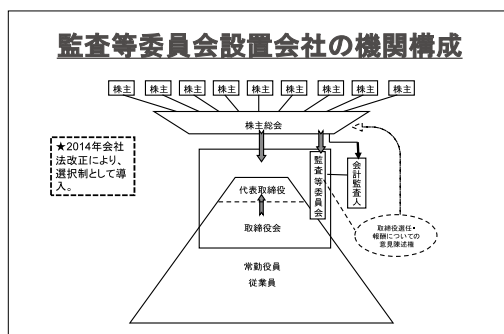 監査等委員会設置会社の機関構成
株主 株主 株主 株主 株主 株主 株主 株主 株主
株主総会
★2014年会社
法改正により、
選択制として導
入。
監査等委員会
会計監査人
代表取締役
取締役会
取締役選任・
報酬についての
意見陳述権
常勤役員
従業員